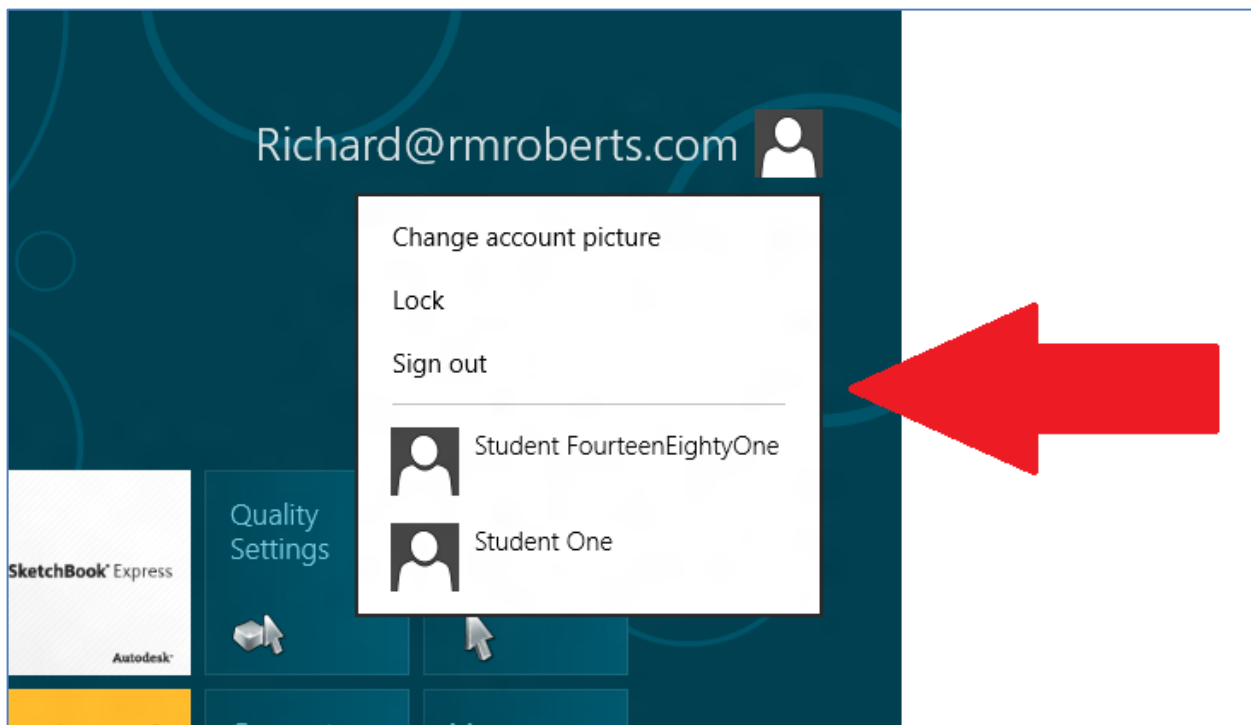 Richard@rmroberts.com
Change account picture
Lock
Sign out
Student FourteenEightyOne
Student One
Quality
Settings
SketchBook® Express
Autodesk®